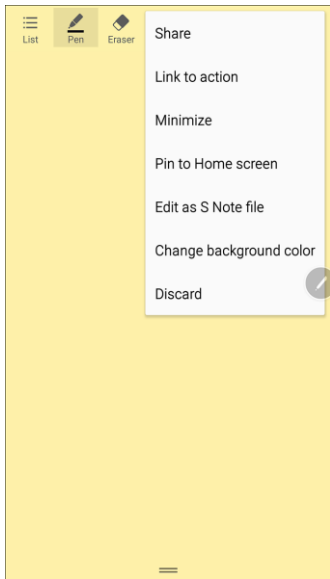 List Pen Eraser
Share
Link to action
Minimize
Pin to Home screen
Edit as S Note file
Change background color
Discard